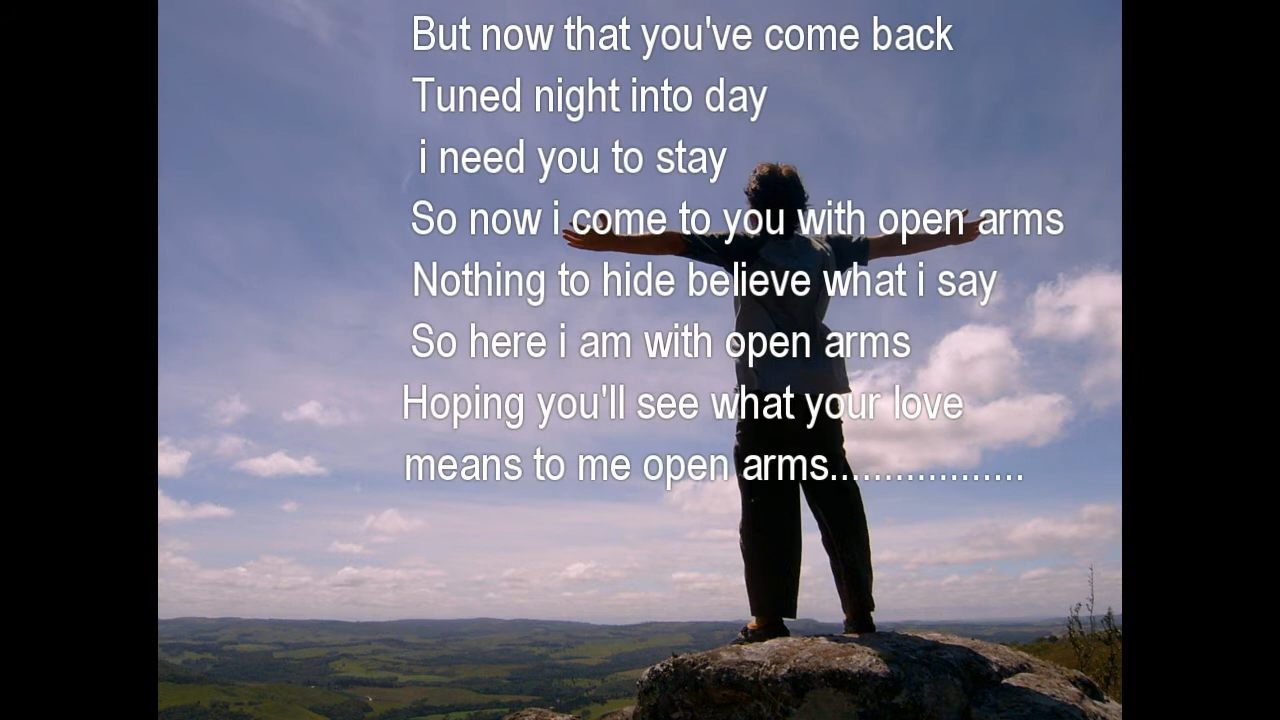 But now that you've come back
Tuned night into day
i need you to stay
So now i come to you with open arms
Nothing to hide believe what i say
So here i am with open arms
Hoping you'll see what your love
means to me open arms..................